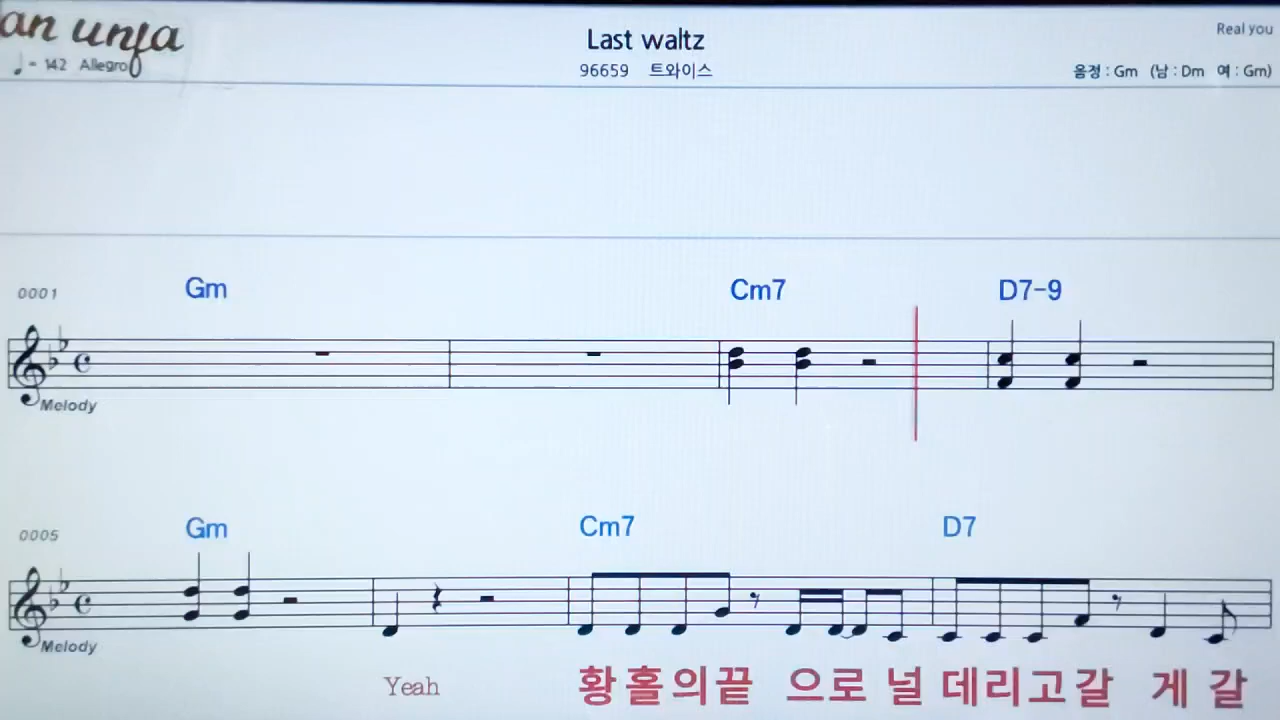 an unfa
Last waltz
Real you
♩ = 142 Allegro
96659 트와이스
음정 : Gm (남 : Dm 여 : Gm)
0001 Gm Cm7 D7-9
Melody
0005 Gm Cm7 D7
Melody
Yeah 황홀의끝 으로 널 데리고갈 게 갈